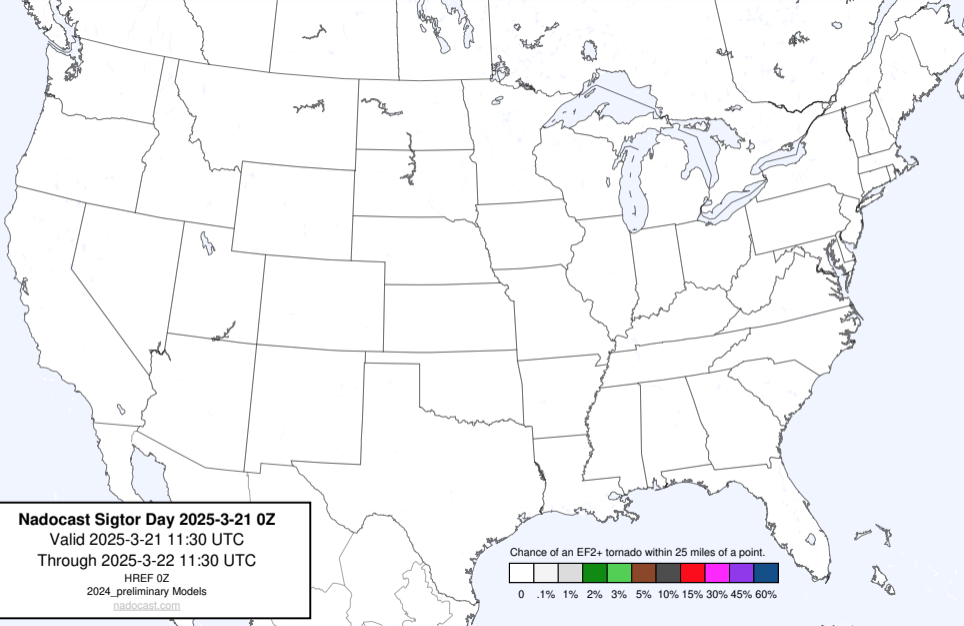 Nadocast Sigtor Day 2025-3-21 0Z
Valid 2025-3-21 11:30 UTC
Through 2025-3-22 11:30 UTC
HREF 0Z
2024_preliminary Models
nadocast.com
Chance of an EF2+ tornado within 25 miles of a point.
0 .1% 1% 2% 3% 5% 10% 15% 30% 45% 60%